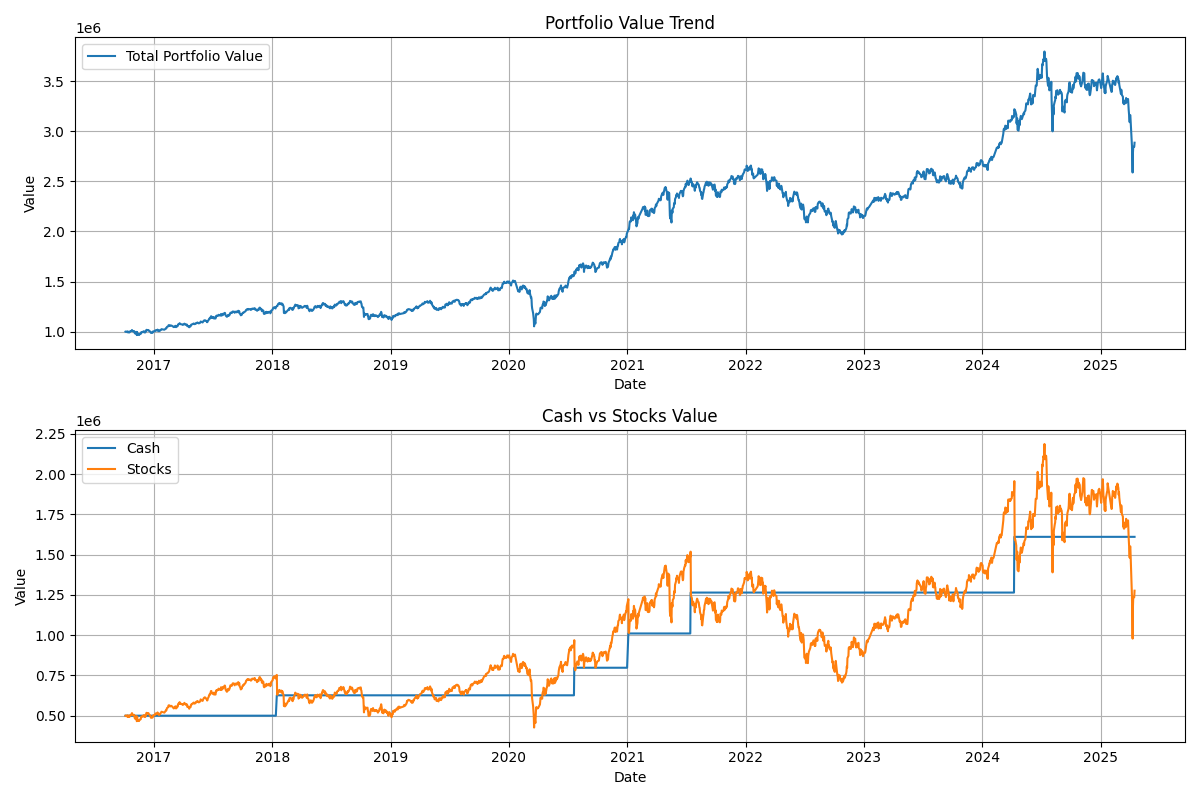 Portfolio Value Trend
1e6
Total Portfolio Value
3.5
3.0
2.5
2.0
1.5
1.0
Value
2017 2018 2019 2020 2021 2022 2023 2024 2025
Date
Cash vs Stocks Value
1e6
Cash
Stocks
2.25
2.00
1.75
1.50
1.25
1.00
0.75
0.50
Value
2017 2018 2019 2020 2021 2022 2023 2024 2025
Date